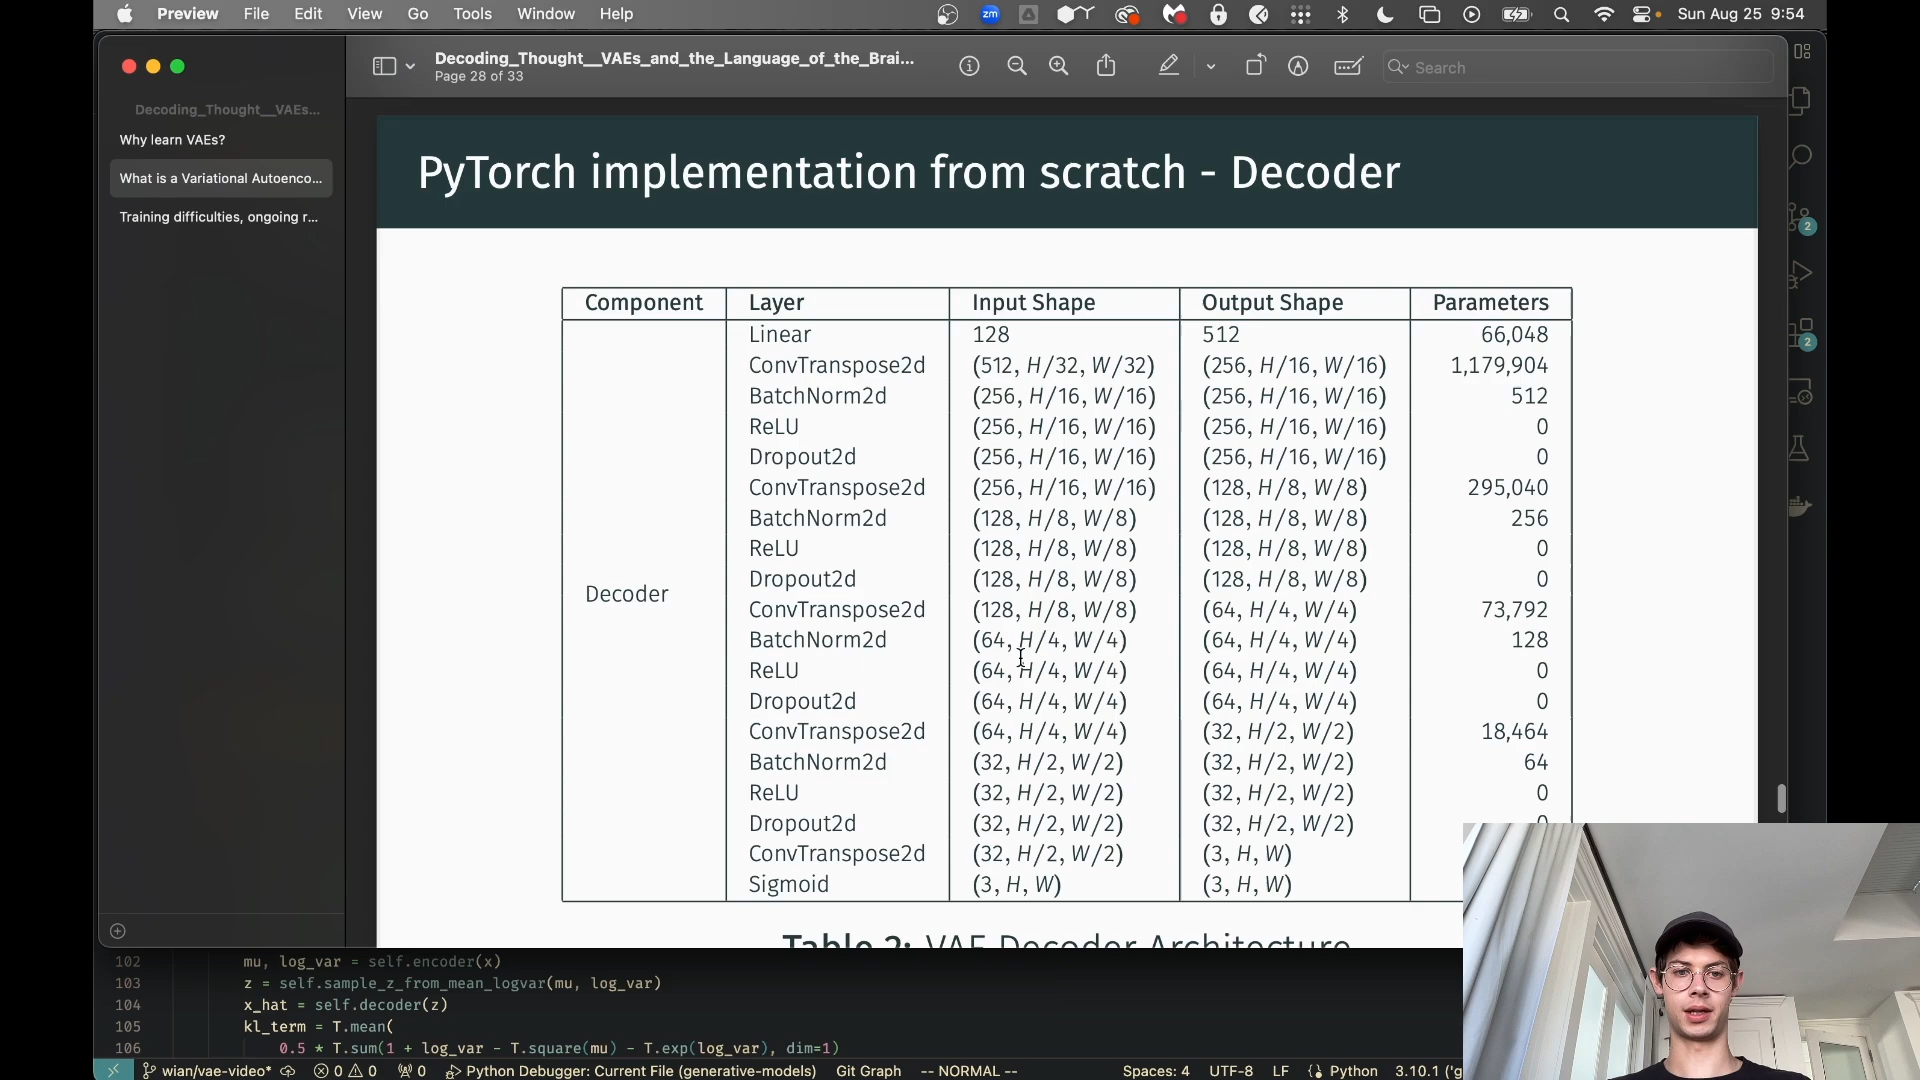 Preview File Edit View Go Tools Window Help
zm
Sun Aug 25 9:54
Decoding_Thought__VAEs_and_the_Language_of_the_Brai...
Page 28 of 33
Search
Decoding_Thought__VAEs...
Why learn VAEs?
What is a Variational Autoenco...
Training difficulties, ongoing r...
2
2
PyTorch implementation from scratch - Decoder
Component Layer Input Shape Output Shape Parameters
Linear 128 512 66,048
ConvTranspose2d (512, H/32, W/32) (256, H/16, W/16) 1,179,904
BatchNorm2d (256, H/16, W/16) (256, H/16, W/16) 512
ReLU (256, H/16, W/16) (256, H/16, W/16) 0
Dropout2d (256, H/16, W/16) (256, H/16, W/16) 0
ConvTranspose2d (256, H/16, W/16) (128, H/8, W/8) 295,040
BatchNorm2d (128, H/8, W/8) (128, H/8, W/8) 256
ReLU (128, H/8, W/8) (128, H/8, W/8) 0
Dropout2d (128, H/8, W/8) (128, H/8, W/8) 0
Decoder
ConvTranspose2d (128, H/8, W/8) (64, H/4, W/4) 73,792
BatchNorm2d (64, H/4, W/4) (64, H/4, W/4) 128
ReLU (64, H/4, W/4) (64, H/4, W/4) 0
Dropout2d (64, H/4, W/4) (64, H/4, W/4) 0
ConvTranspose2d (64, H/4, W/4) (32, H/2, W/2) 18,464
BatchNorm2d (32, H/2, W/2) (32, H/2, W/2) 64
ReLU (32, H/2, W/2) (32, H/2, W/2) 0
Dropout2d (32, H/2, W/2) (32, H/2, W/2) 0
ConvTranspose2d (32, H/2, W/2) (3, H, W)
Sigmoid (3, H, W) (3, H, W)
Table 2: VAE Decoder Architecture
102 mu, log_var = self.encoder(x)
103 z = self.sample_z_from_mean_logvar(mu, log_var)
104 x_hat = self.decoder(z)
105 kl_term = T.mean(
106 0.5 * T.sum(1 + log_var - T.square(mu) - T.exp(log_var), dim=1)
wian/vae-video* 0 0 0 Python Debugger: Current File (generative-models) Git Graph -- NORMAL -- Spaces: 4 UTF-8 LF Python 3.10.1 ('g